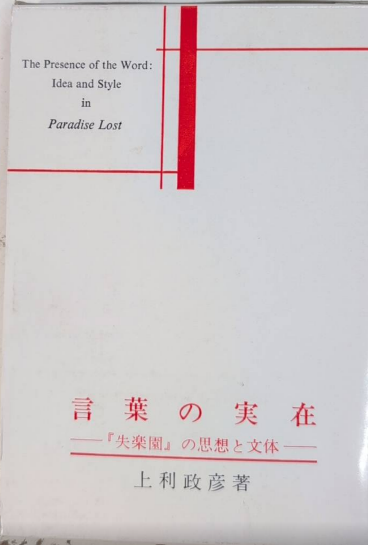 The Presence of the Word:
Idea and Style
in
Paradise Lost
言葉の実在
――『失楽園』の思想と文体――
上利政彦著